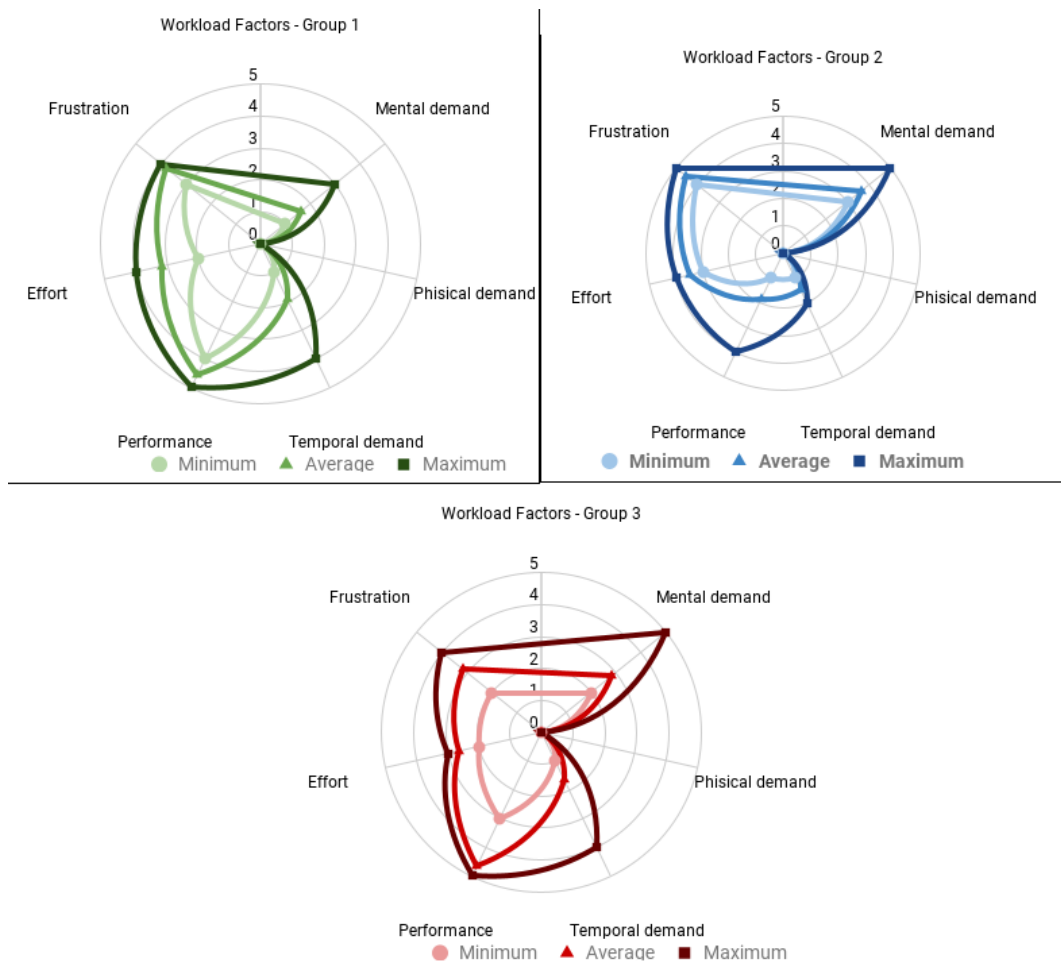 Workload Factors - Group 1
5
4
3
2
1
0
Frustration
Mental demand
Effort
Phisical demand
Performance
Temporal demand
Minimum
Average
Maximum
Workload Factors - Group 2
5
4
3
2
1
0
Frustration
Mental demand
Effort
Phisical demand
Performance
Temporal demand
Minimum
Average
Maximum
Workload Factors - Group 3
5
4
3
2
1
0
Frustration
Mental demand
Effort
Phisical demand
Performance
Temporal demand
Minimum
Average
Maximum